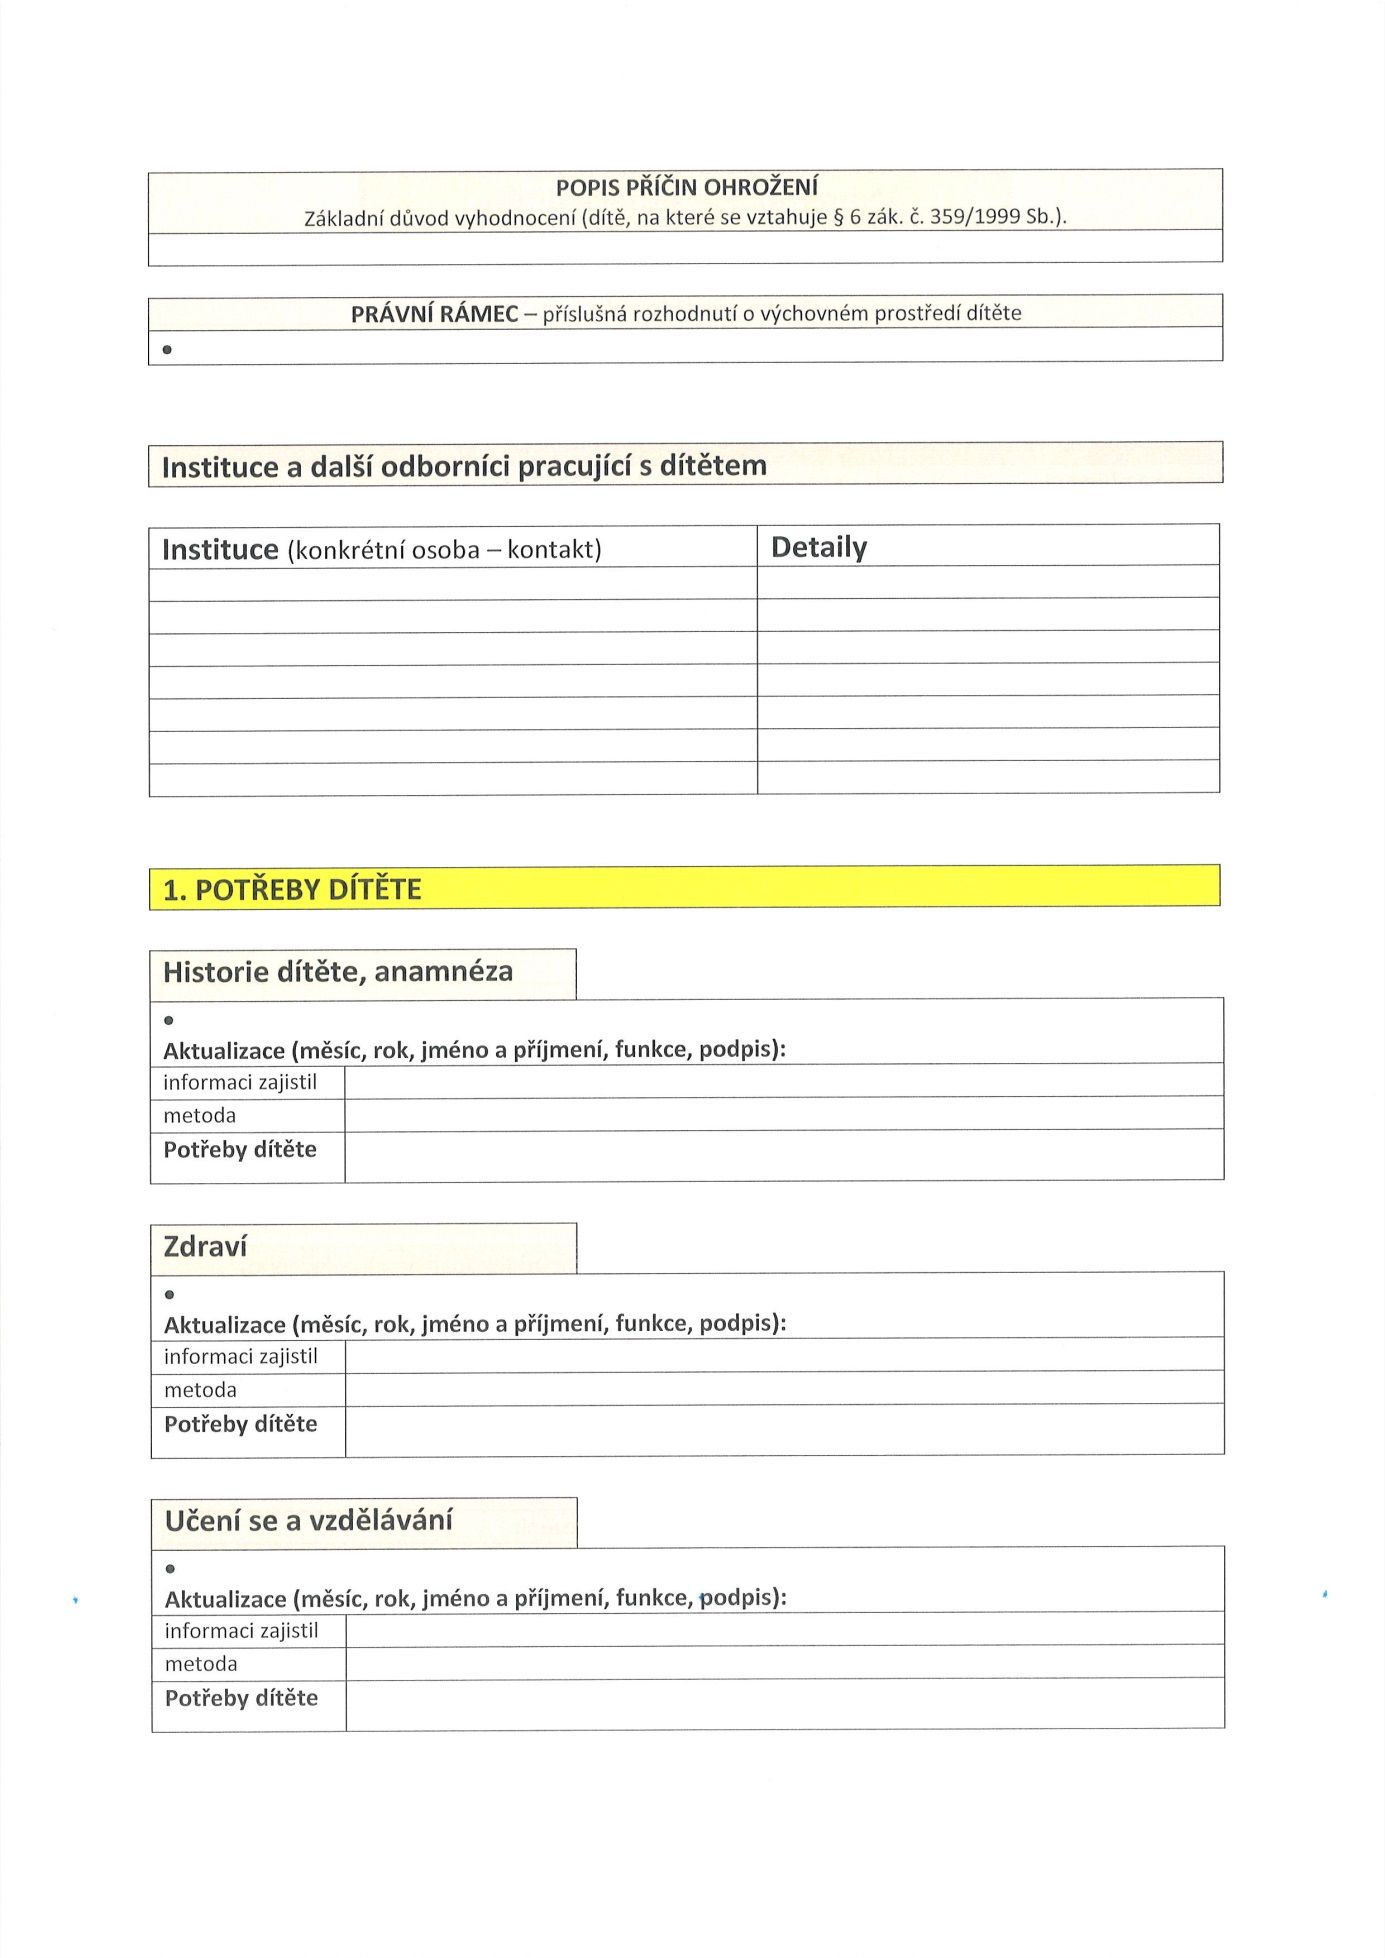 POPIS PŘÍČIN OHROŽENÍ
Základní důvod vyhodnocení (dítě, na které se vztahuje § 6 zák. č. 359/1999 Sb.).
PRÁVNÍ RÁMEC – příslušná rozhodnutí o výchovném prostředí dítěte
•
Instituce a další odborníci pracující s dítětem
Instituce (konkrétní osoba – kontakt) Detaily
1. POTŘEBY DÍTĚTE
Historie dítěte, anamnéza
•
Aktualizace (měsíc, rok, jméno a příjmení, funkce, podpis):
informaci zajistil
metoda
Potřeby dítěte
Zdraví
•
Aktualizace (měsíc, rok, jméno a příjmení, funkce, podpis):
informaci zajistil
metoda
Potřeby dítěte
Učení se a vzdělávání
•
Aktualizace (měsíc, rok, jméno a příjmení, funkce, podpis):
informaci zajistil
metoda
Potřeby dítěte